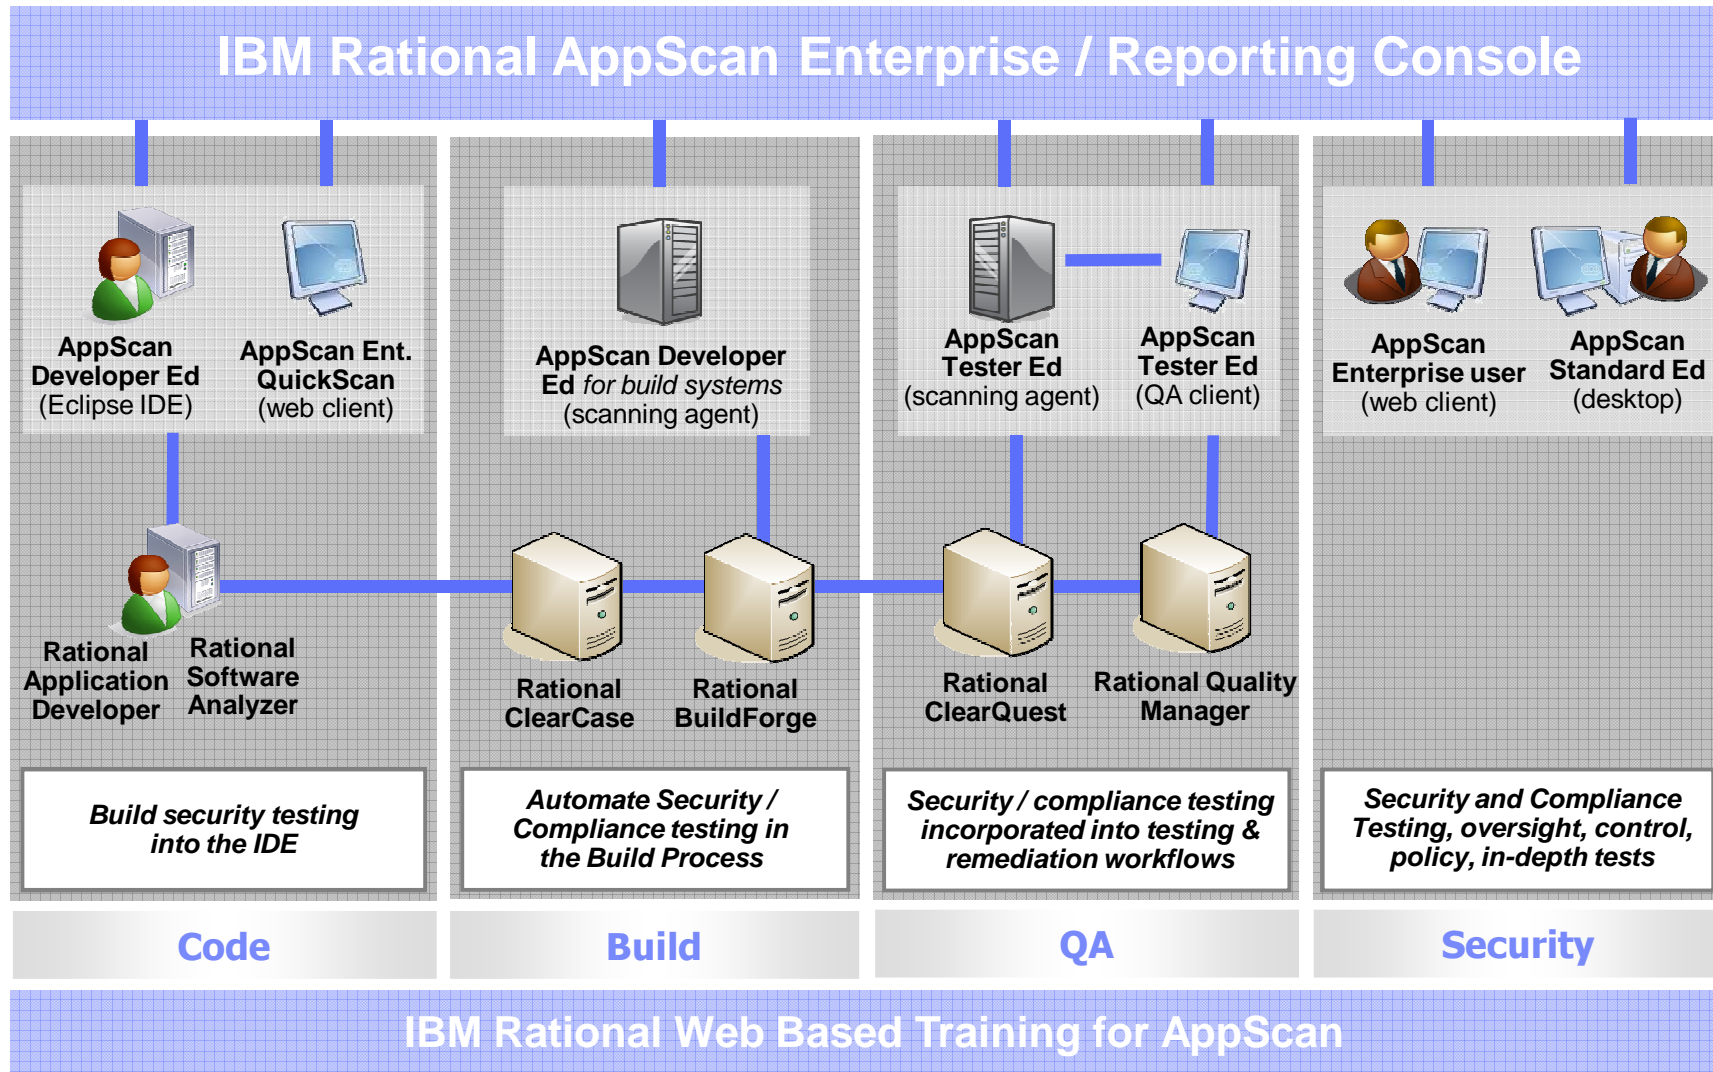 IBM Rational AppScan Enterprise / Reporting Console
AppScan
Developer Ed
(Eclipse IDE)
AppScan Ent.
QuickScan
(web client)
Rational
Application
Developer
Rational
Software
Analyzer
Build security testing
into the IDE
Code
AppScan Developer
Ed for build systems
(scanning agent)
Rational
ClearCase
Rational
BuildForge
Automate Security /
Compliance testing in
the Build Process
Build
AppScan
Tester Ed
(scanning agent)
AppScan
Tester Ed
(QA client)
Rational
ClearQuest
Rational Quality
Manager
Security / compliance testing
incorporated into testing &
remediation workflows
QA
AppScan
Enterprise user
(web client)
AppScan
Standard Ed
(desktop)
Security and Compliance
Testing, oversight, control,
policy, in-depth tests
Security
IBM Rational Web Based Training for AppScan